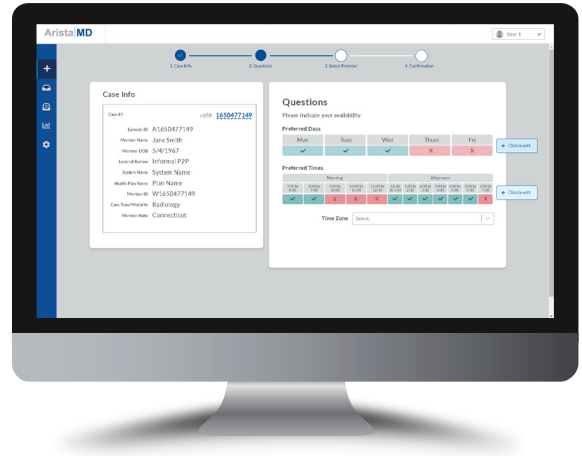 Arista MD
User 1
1. Case Info
2. Questions
3. Select Provider
4. Confirmation
Case Info
Case #1
ref#: 1650477149
Episode ID A1650477149
Member Name Jane Smith
Member DOB 5/4/1967
Level of Review Informal P2P
System Name System Name
Health Plan Name Plan Name
Member ID W1650477149
Case Type/Modality Radiology
Member State Connecticut
Questions
Please indicate your availability
Preferred Days
Mon Tues Wed Thurs Fri
✓ ✓ ✓ X X
← Click to edit
Preferred Times
Morning Afternoon
✓ ✓ X X X ✓ ✓ ✓ ✓ ✓ ✓ X
← Click to edit
Time Zone Select..